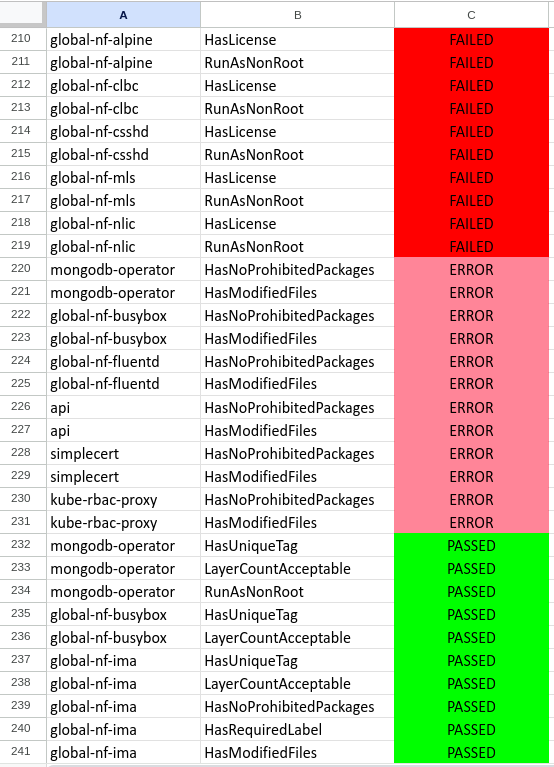 A B C
210 global-nf-alpine HasLicense FAILED
211 global-nf-alpine RunAsNonRoot FAILED
212 global-nf-clbc HasLicense FAILED
213 global-nf-clbc RunAsNonRoot FAILED
214 global-nf-csshd HasLicense FAILED
215 global-nf-csshd RunAsNonRoot FAILED
216 global-nf-mls HasLicense FAILED
217 global-nf-mls RunAsNonRoot FAILED
218 global-nf-nlic HasLicense FAILED
219 global-nf-nlic RunAsNonRoot FAILED
220 mongodb-operator HasNoProhibitedPackages ERROR
221 mongodb-operator HasModifiedFiles ERROR
222 global-nf-busybox HasNoProhibitedPackages ERROR
223 global-nf-busybox HasModifiedFiles ERROR
224 global-nf-fluentd HasNoProhibitedPackages ERROR
225 global-nf-fluentd HasModifiedFiles ERROR
226 api HasNoProhibitedPackages ERROR
227 api HasModifiedFiles ERROR
228 simplecert HasNoProhibitedPackages ERROR
229 simplecert HasModifiedFiles ERROR
230 kube-rbac-proxy HasNoProhibitedPackages ERROR
231 kube-rbac-proxy HasModifiedFiles ERROR
232 mongodb-operator HasUniqueTag PASSED
233 mongodb-operator LayerCountAcceptable PASSED
234 mongodb-operator RunAsNonRoot PASSED
235 global-nf-busybox HasUniqueTag PASSED
236 global-nf-busybox LayerCountAcceptable PASSED
237 global-nf-ima HasUniqueTag PASSED
238 global-nf-ima LayerCountAcceptable PASSED
239 global-nf-ima HasNoProhibitedPackages PASSED
240 global-nf-ima HasRequiredLabel PASSED
241 global-nf-ima HasModifiedFiles PASSED